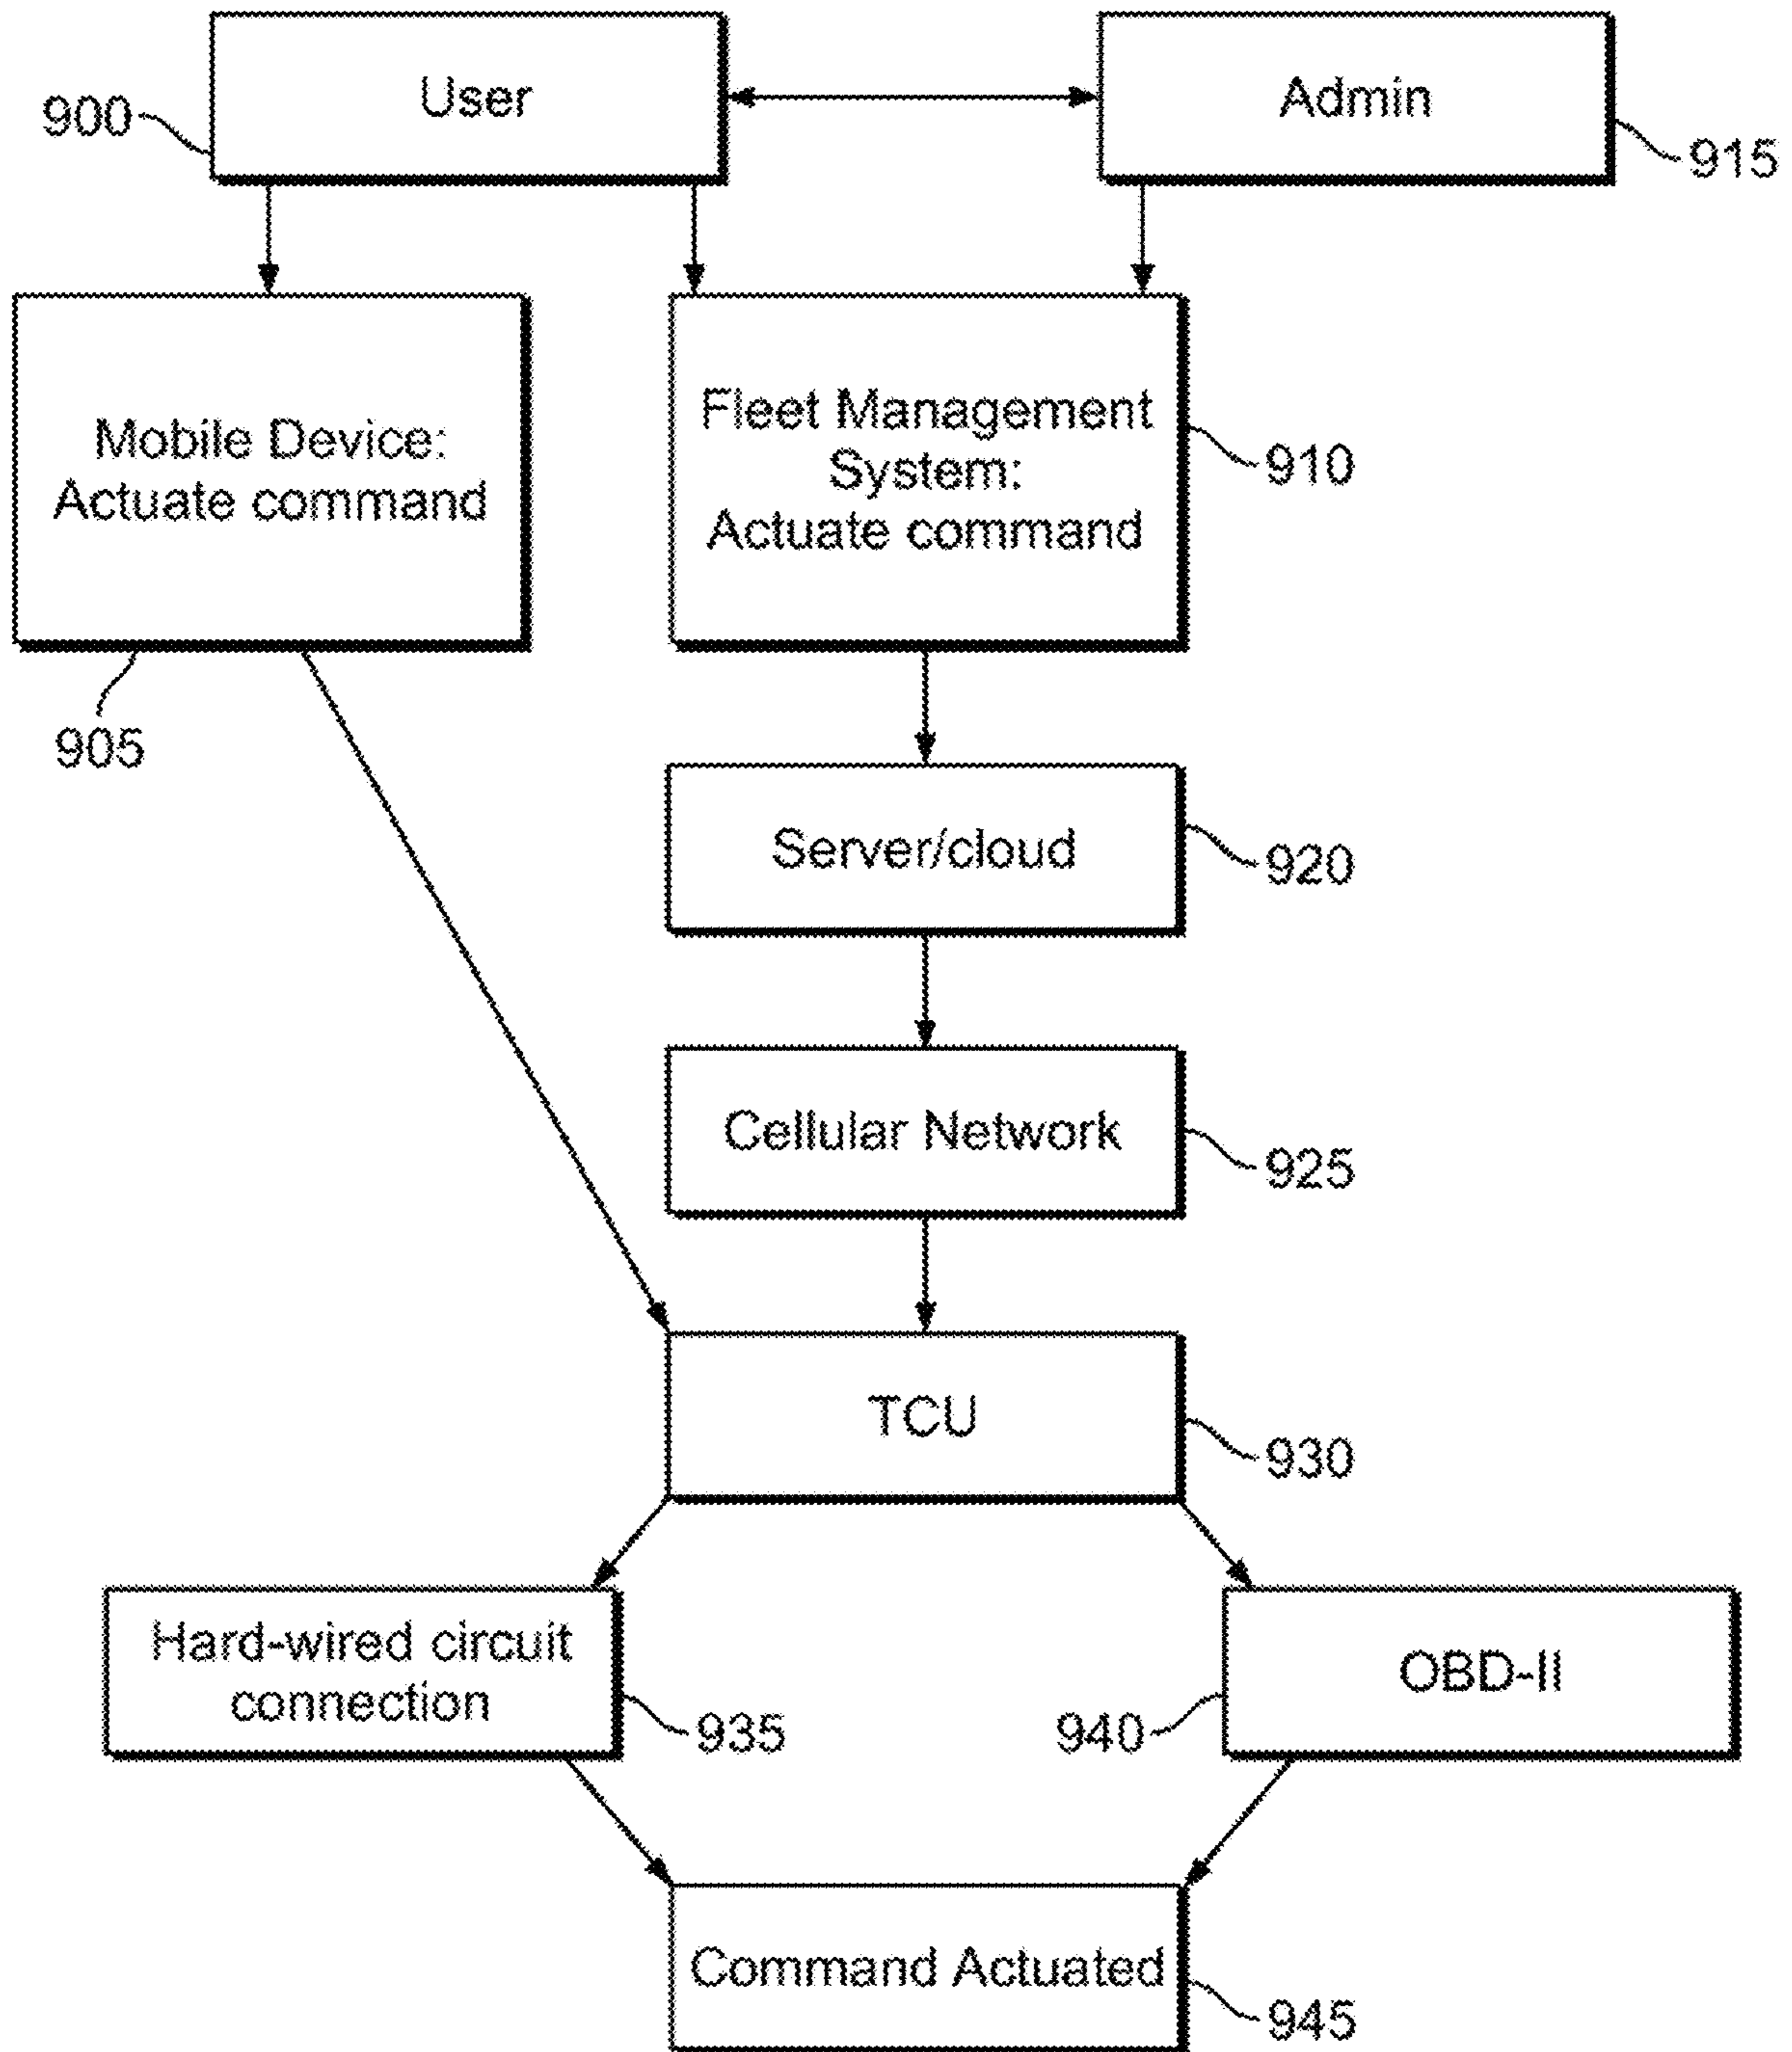 User
Admin
900
915
Mobile Device:
Actuate command
Fleet Management
System:
Actuate command
910
905
Server/cloud
920
Cellular Network
925
TCU
930
Hard-wired circuit
connection
935
OBD-II
940
Command Actuated
945